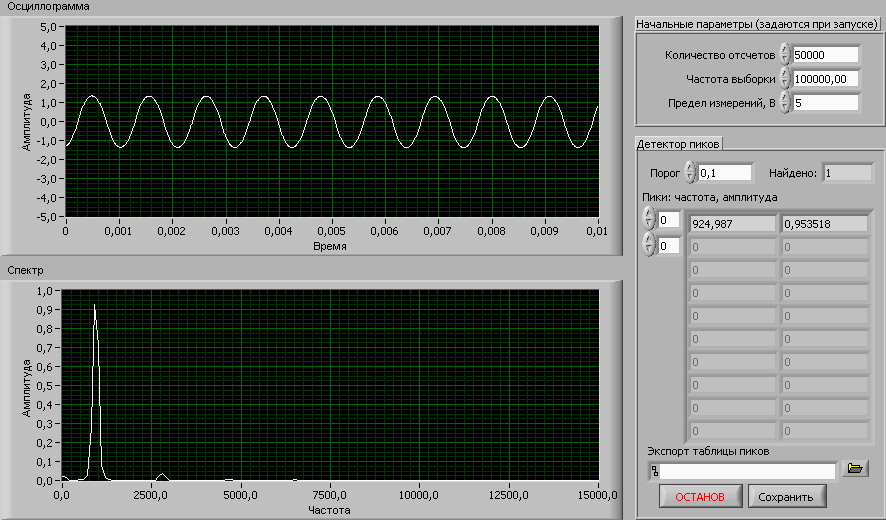 Осциллограмма
5,0
4,0
3,0
2,0
1,0
0,0
-1,0
-2,0
-3,0
-4,0
-5,0
Амплитуда
0 0,001 0,002 0,003 0,004 0,005 0,006 0,007 0,008 0,009 0,01
Время
Спектр
1,0
0,9
0,8
0,7
0,6
0,5
0,4
0,3
0,2
0,1
0,0
Амплитуда
0,0 2500,0 5000,0 7500,0 10000,0 12500,0 15000,0
Частота
Начальные параметры (задаются при запуске)
Количество отсчетов 50000
Частота выборки 100000,00
Предел измерений, В 5
Детектор пиков
Порог 0,1 Найдено: 1
Пики: частота, амплитуда
0 924,987 0,953518
0 0 0
0 0
0 0
0 0
0 0
0 0
0 0
0 0
0 0
Экспорт таблицы пиков
ОСТАНОВ Сохранить